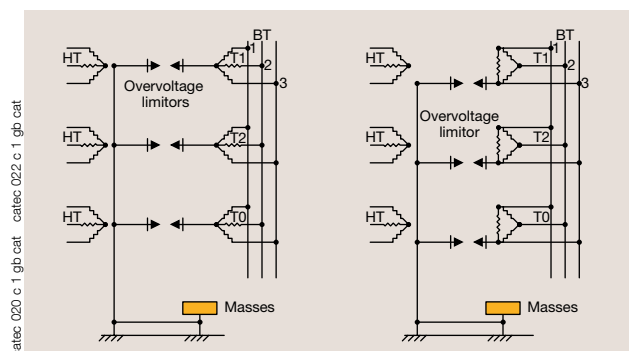 BT
1
HT
T1
2
Overvoltage
limitors
3
HT
T2
HT
T0
Masses
BT
1
HT
T1
2
3
Overvoltage
limitor
HT
T2
HT
T0
Masses
catec 022 c 1 gb cat
atec 020 c 1 gb cat